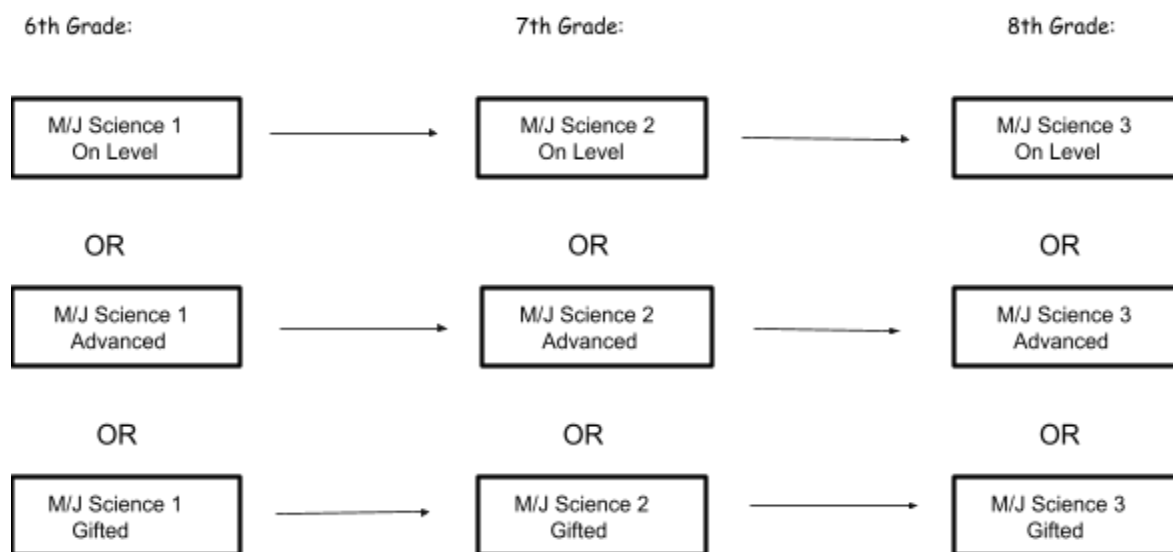 6th Grade: 7th Grade: 8th Grade:
M/J Science 1 M/J Science 2 M/J Science 3
On Level On Level On Level
OR OR OR
M/J Science 1 M/J Science 2 M/J Science 3
Advanced Advanced Advanced
OR OR OR
M/J Science 1 M/J Science 2 M/J Science 3
Gifted Gifted Gifted